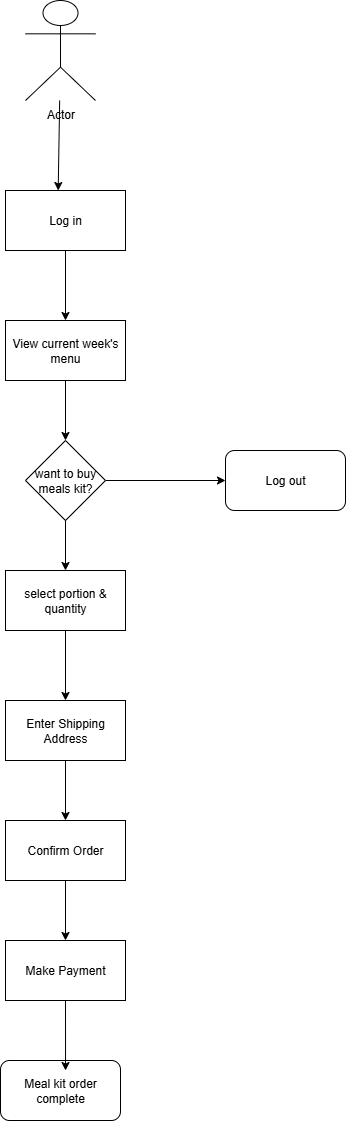 Actor
Log in
View current week's
menu
want to buy
meals kit?
Log out
select portion &
quantity
Enter Shipping
Address
Confirm Order
Make Payment
Meal kit order
complete